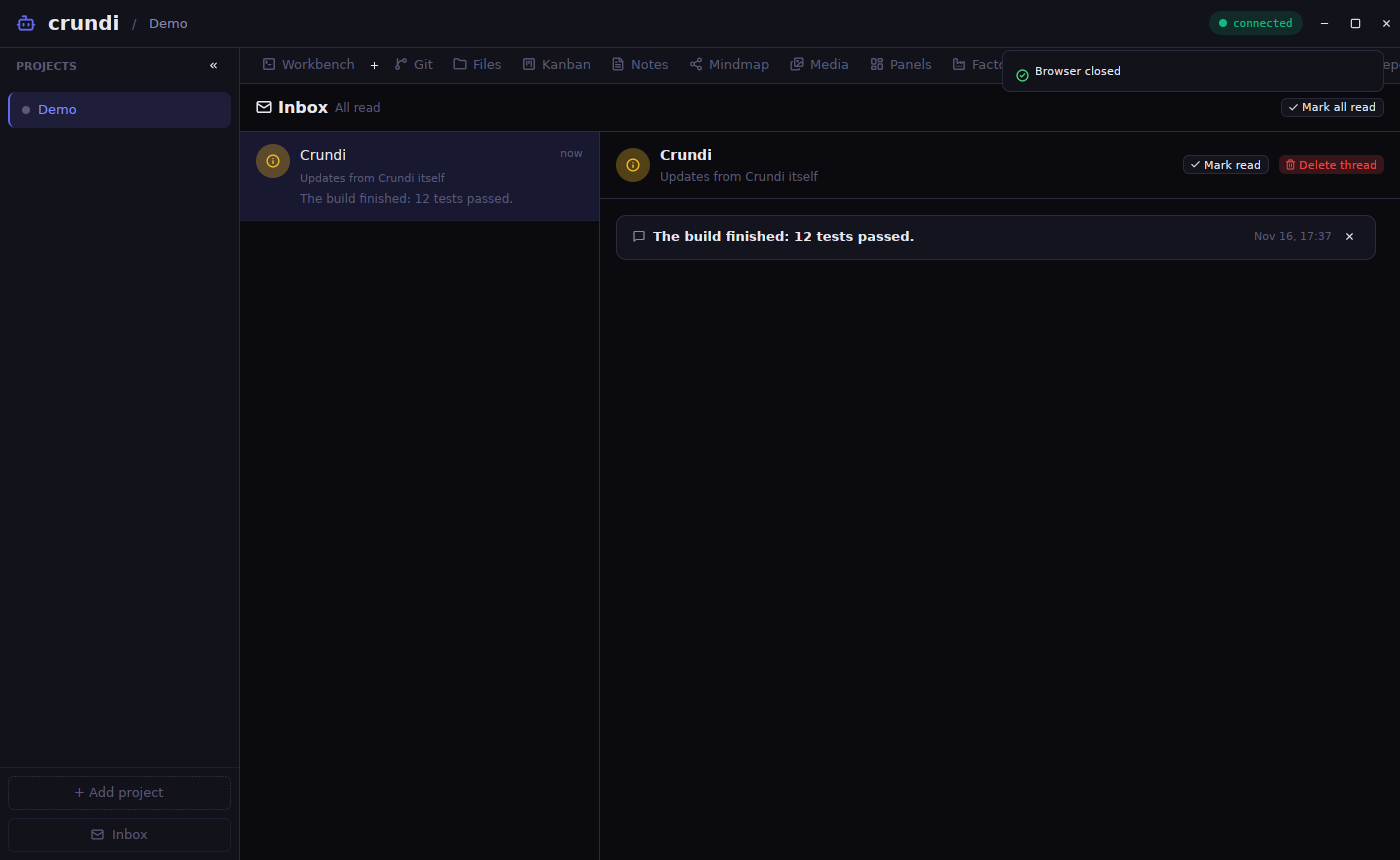 crundi / Demo
connected
PROJECTS «
Workbench + Git Files Kanban Notes Mindmap Media Panels
Browser closed
Demo
Inbox All read
Mark all read
Crundi now
Updates from Crundi itself
The build finished: 12 tests passed.
Crundi
Updates from Crundi itself
Mark read Delete thread
The build finished: 12 tests passed.
Nov 16, 17:37
+ Add project
Inbox